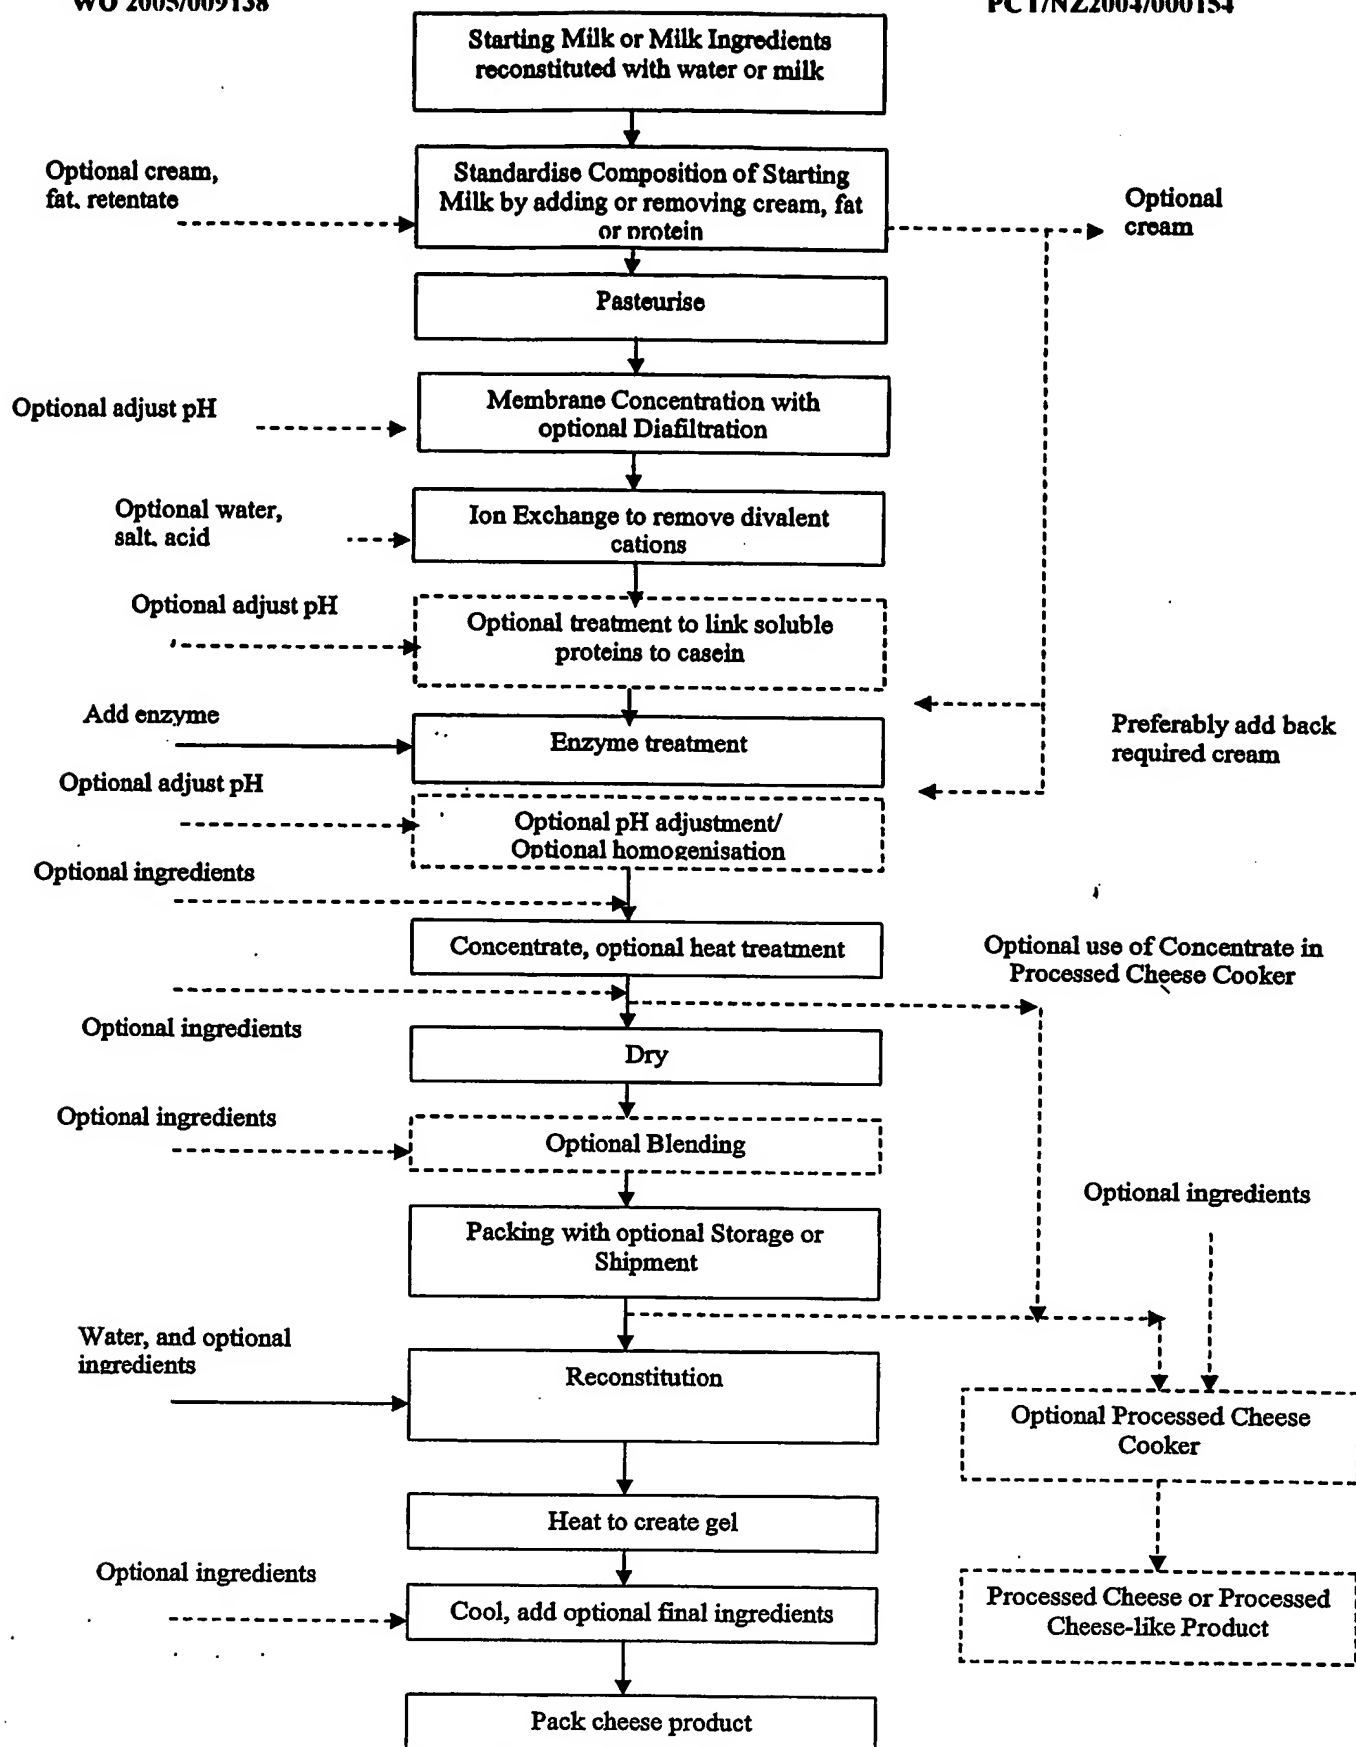 WO 2005/009138
PCT/NZ2004/000154
Starting Milk or Milk Ingredients
reconstituted with water or milk
Optional cream,
fat. retentate
Standardise Composition of Starting
Milk by adding or removing cream, fat
or protein
Optional
cream
Pasteurise
Optional adjust pH
Membrane Concentration with
optional Diafiltration
Optional water,
salt. acid
Ion Exchange to remove divalent
cations
Optional adjust pH
Optional treatment to link soluble
proteins to casein
Add enzyme
Enzyme treatment
Preferably add back
required cream
Optional adjust pH
Optional pH adjustment/
Optional homogenisation
Optional ingredients
Concentrate, optional heat treatment
Optional use of Concentrate in
Processed Cheese Cooker
Optional ingredients
Dry
Optional ingredients
Optional Blending
Optional ingredients
Packing with optional Storage or
Shipment
Water, and optional
ingredients
Reconstitution
Optional Processed Cheese
Cooker
Heat to create gel
Optional ingredients
Cool, add optional final ingredients
Processed Cheese or Processed
Cheese-like Product
Pack cheese product